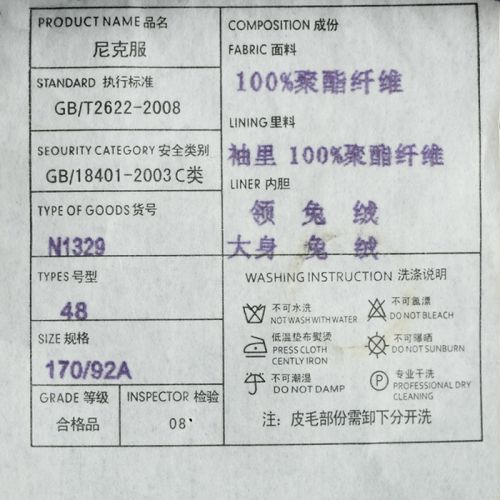 PRODUCT NAME 品名
尼克服
STANDARD 执行标准
GB/T2622-2008
SEOURITY CATEGORY 安全类别
GB/18401-2003 C类
TYPE OF GOODS 货号
N1329
TYPES 号型
48
SIZE 规格
170/92A
GRADE 等级
合格品
INSPECTOR 检验
08
COMPOSITION 成份
FABRIC 面料
100%聚酯纤维
LINING 里料
袖里 100%聚酯纤维
LINER 内胆
领 兔 绒
大身 兔 绒
WASHING INSTRUCTION 洗涤说明
不可水洗
NOT WASH WITH WATER
不可氯漂
DO NOT BLEACH
低温垫布熨烫
PRESS CLOTH
CENTLY IRON
不可曝晒
DO NOT SUNBURN
不可潮湿
DO NOT DAMP
专业干洗
PROFESSIONAL DRY
CLEANING
P
注：皮毛部份需卸下分开洗